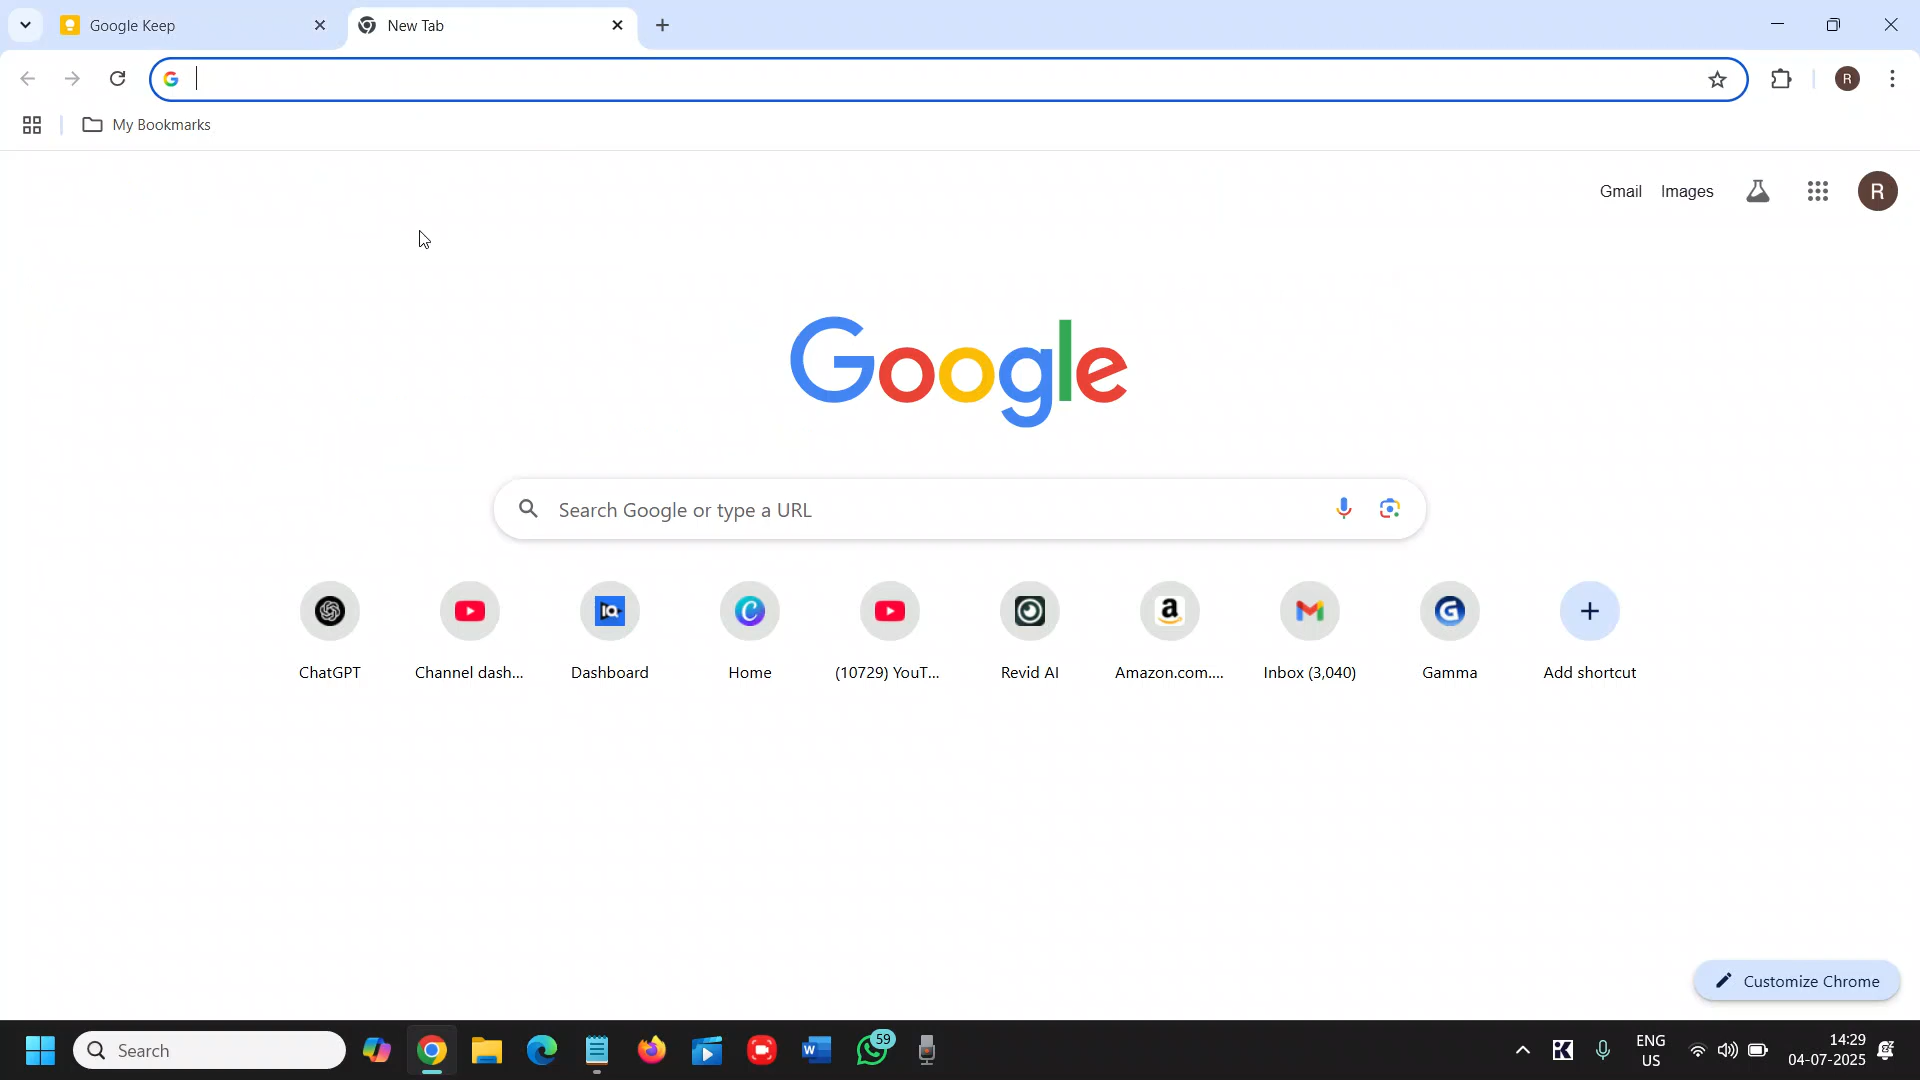 Google Keep
New Tab
My Bookmarks
Gmail
Images
R
R
Google
Search Google or type a URL
ChatGPT
Channel dash...
Dashboard
Home
(10729) YouT...
Revid AI
Amazon.com....
Inbox (3,040)
Gamma
Add shortcut
Customize Chrome
Search
59
ENG
US
14:29
04-07-2025